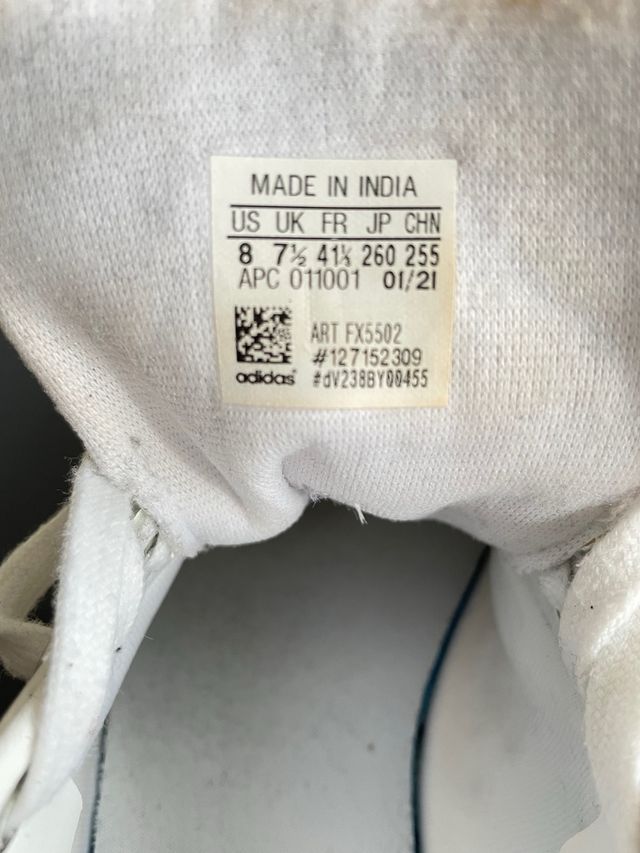 MADE IN INDIA
US UK FR JP CHN
8 7½ 41⅓ 260 255
APC 011001 01/21
ART FX5502
#127152309
adidas #dV238BY00455